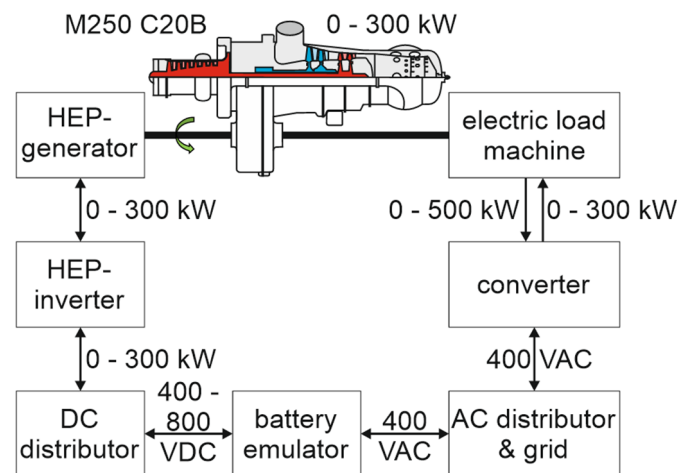 M250 C20B
0 - 300 kW
HEP-
generator
electric load
machine
0 - 300 kW
0 - 500 kW
0 - 300 kW
HEP-
inverter
converter
0 - 300 kW
400 VAC
400 -
800
VDC
DC
distributor
battery
emulator
400
VAC
AC distributor
& grid